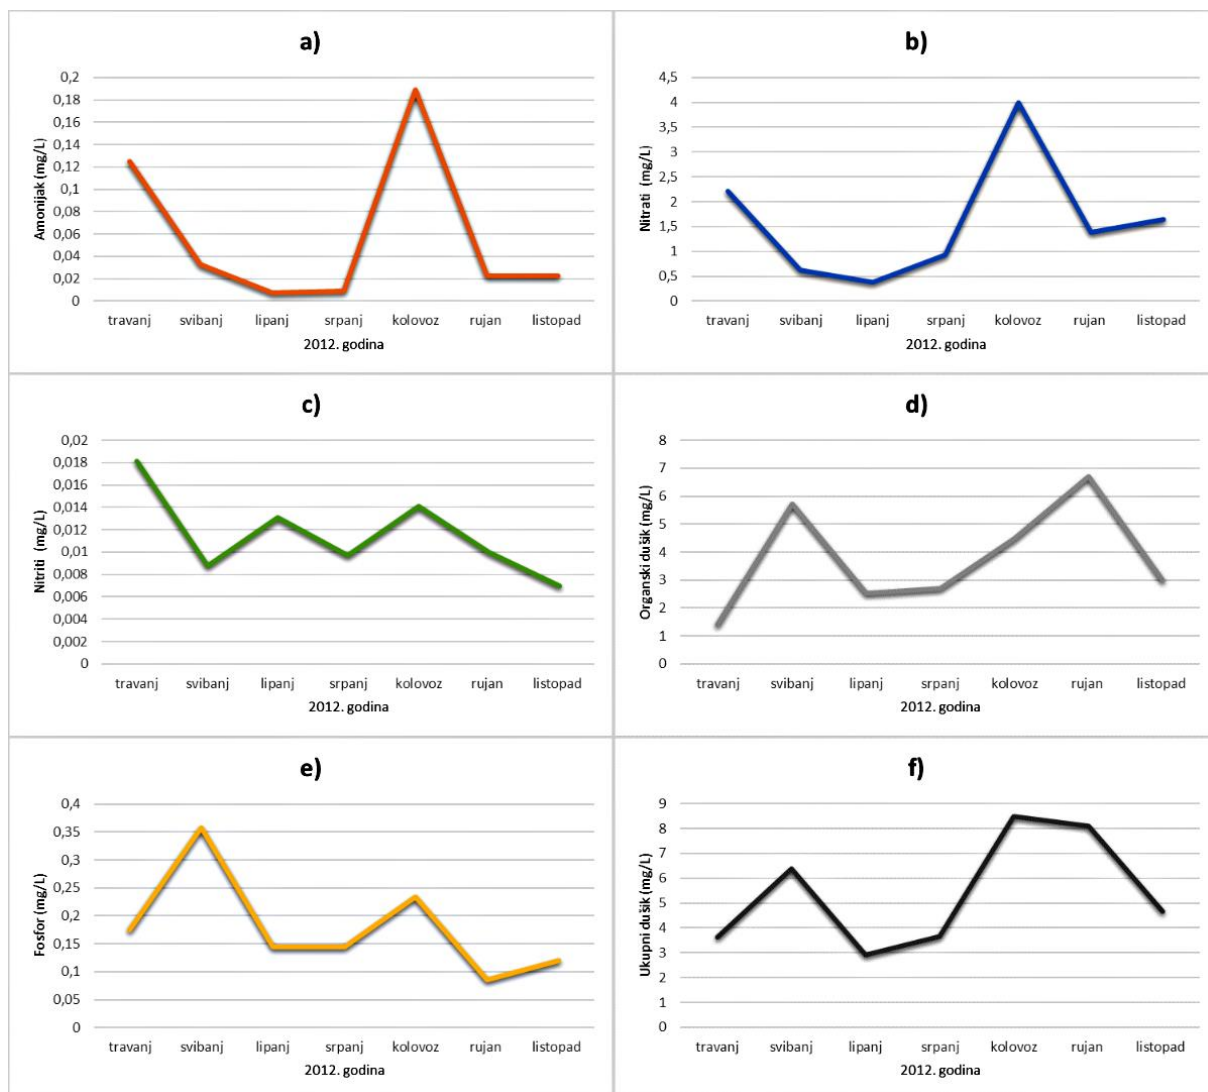 a)
Amonijak (mg/L)
0,2
0,18
0,16
0,14
0,12
0,1
0,08
0,06
0,04
0,02
0
travanj svibanj lipanj srpanj kolovoz rujan listopad
2012. godina
b)
Nitrati (mg/L)
4,5
4
3,5
3
2,5
2
1,5
1
0,5
0
travanj svibanj lipanj srpanj kolovoz rujan listopad
2012. godina
c)
Nitriti (mg/L)
0,02
0,018
0,016
0,014
0,012
0,01
0,008
0,006
0,004
0,002
0
travanj svibanj lipanj srpanj kolovoz rujan listopad
2012. godina
d)
Organski dušik (mg/L)
8
7
6
5
4
3
2
1
0
travanj svibanj lipanj srpanj kolovoz rujan listopad
2012. godina
e)
Fosfor (mg/L)
0,4
0,35
0,3
0,25
0,2
0,15
0,1
0,05
0
travanj svibanj lipanj srpanj kolovoz rujan listopad
2012. godina
f)
Ukupni dušik (mg/L)
9
8
7
6
5
4
3
2
1
0
travanj svibanj lipanj srpanj kolovoz rujan listopad
2012. godina